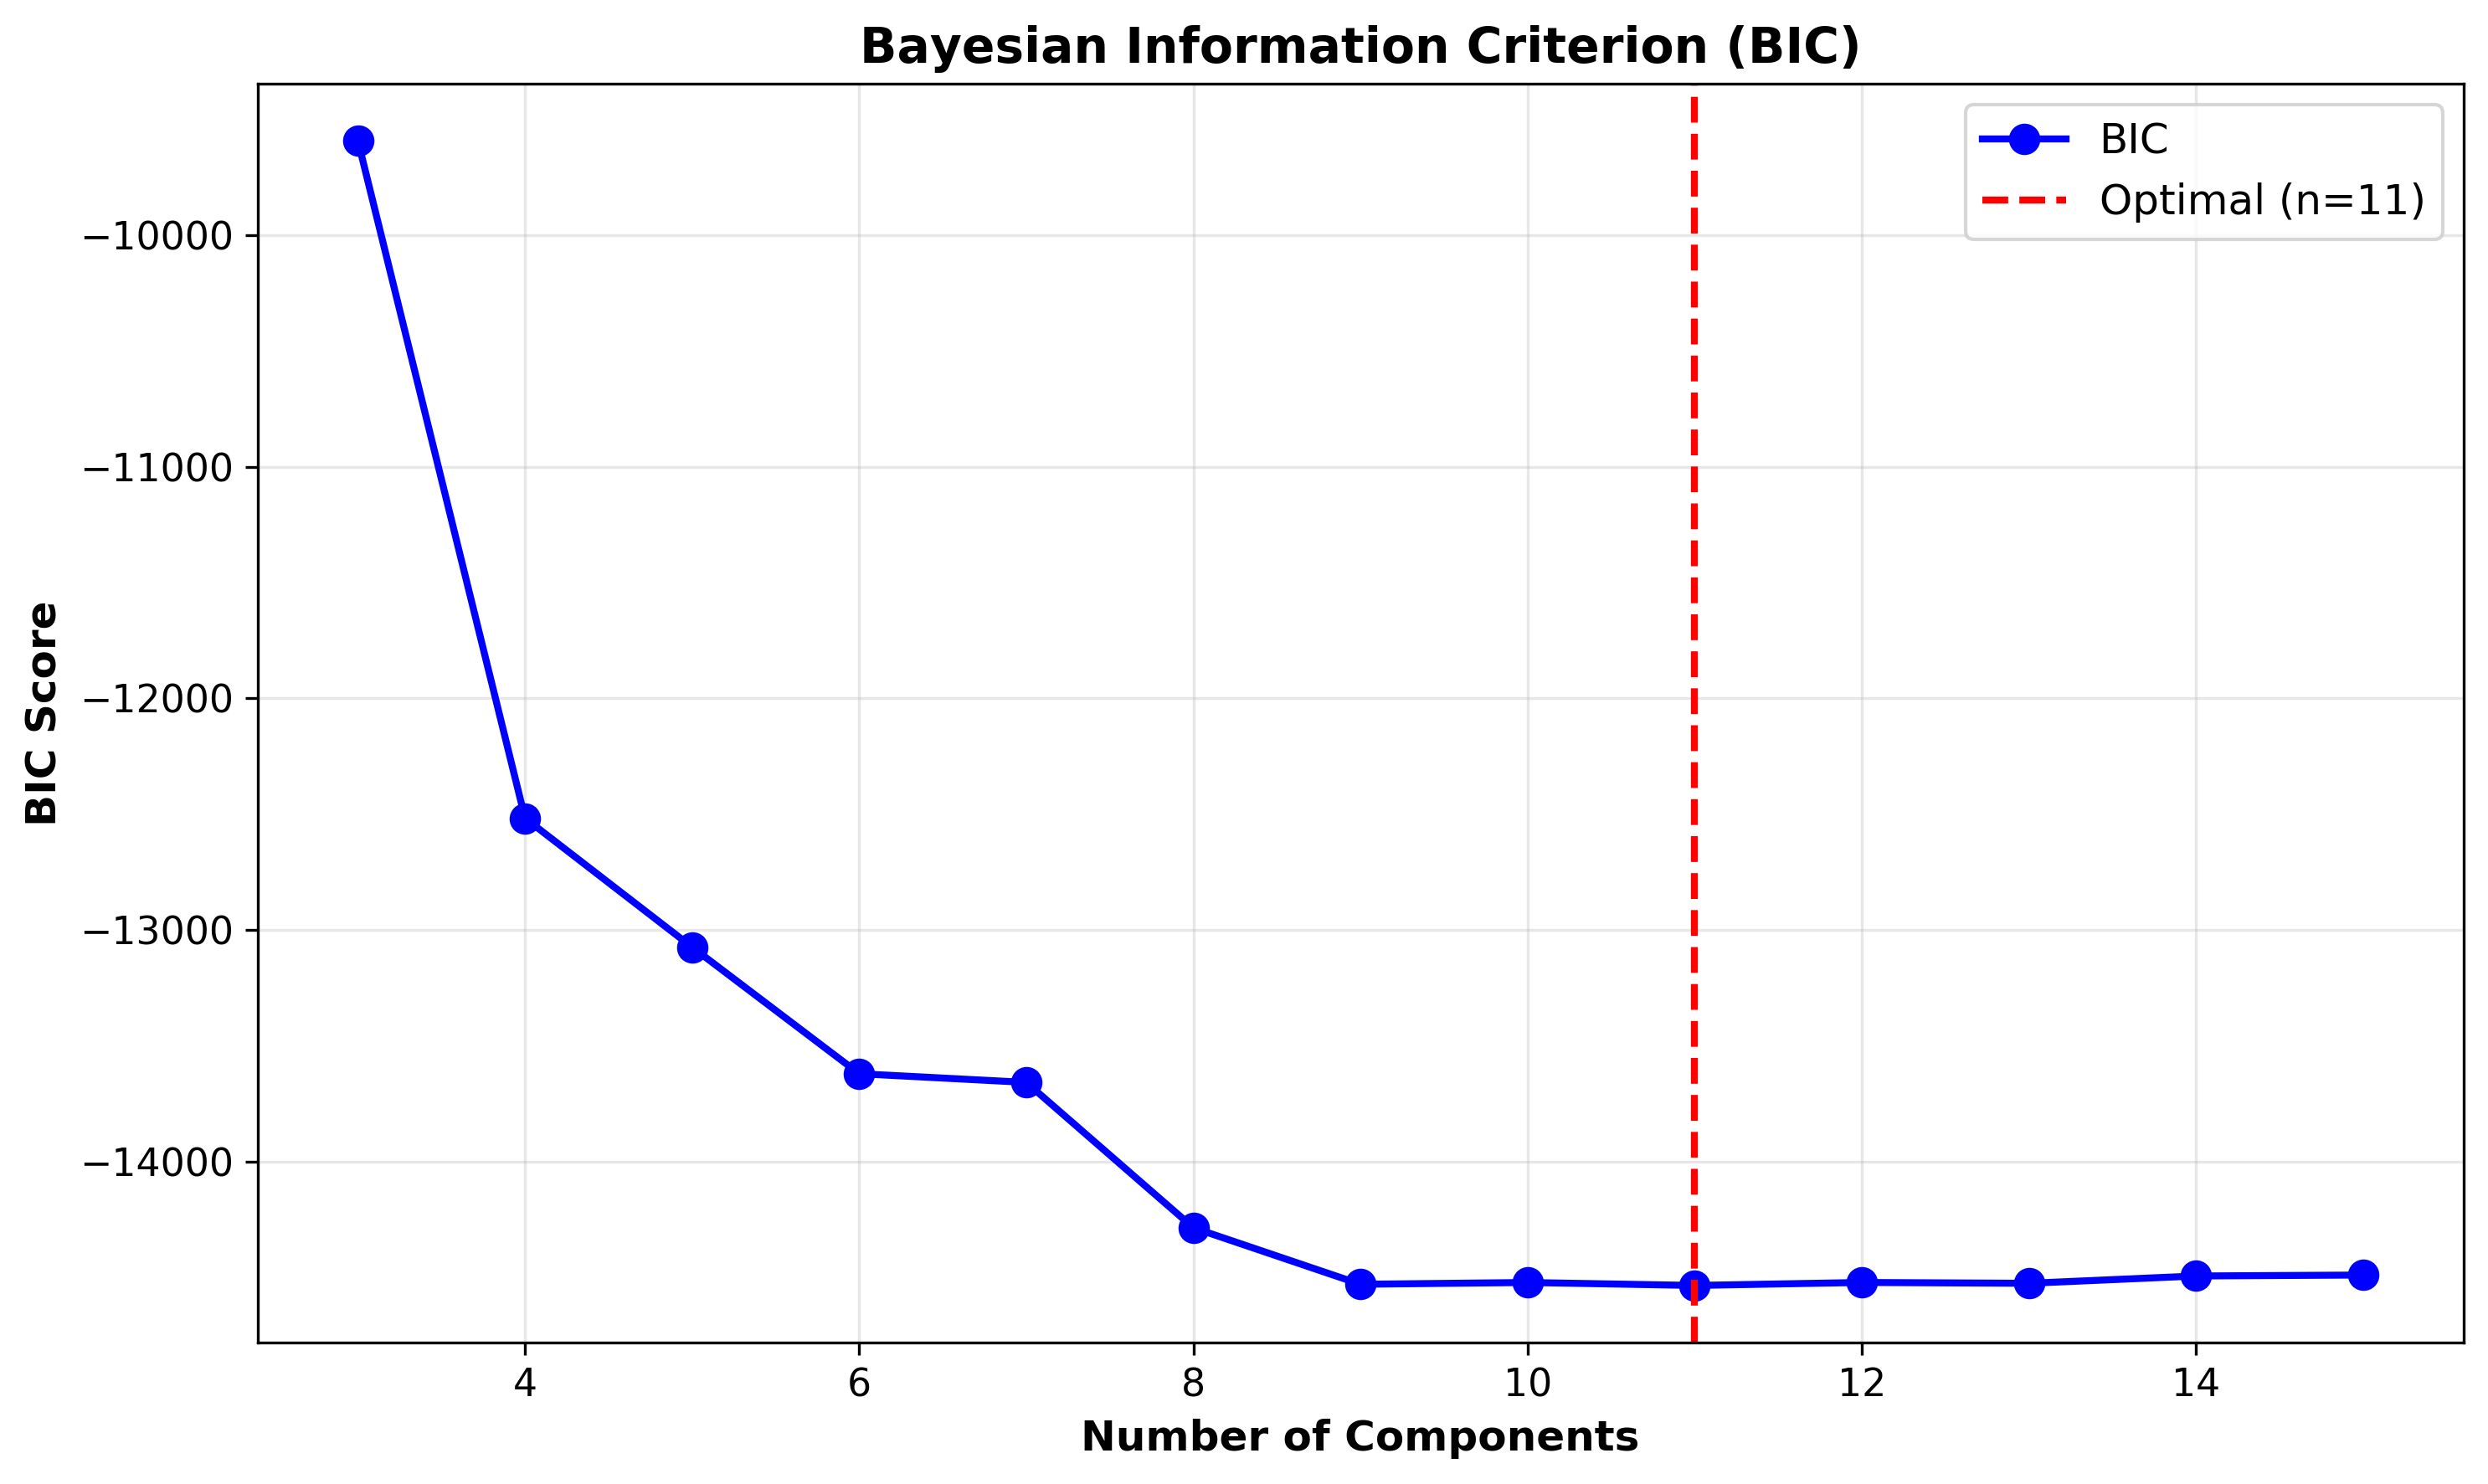 Bayesian Information Criterion (BIC)
BIC
Optimal (n=11)
BIC Score
−10000
−11000
−12000
−13000
−14000
4
6
8
10
12
14
Number of Components